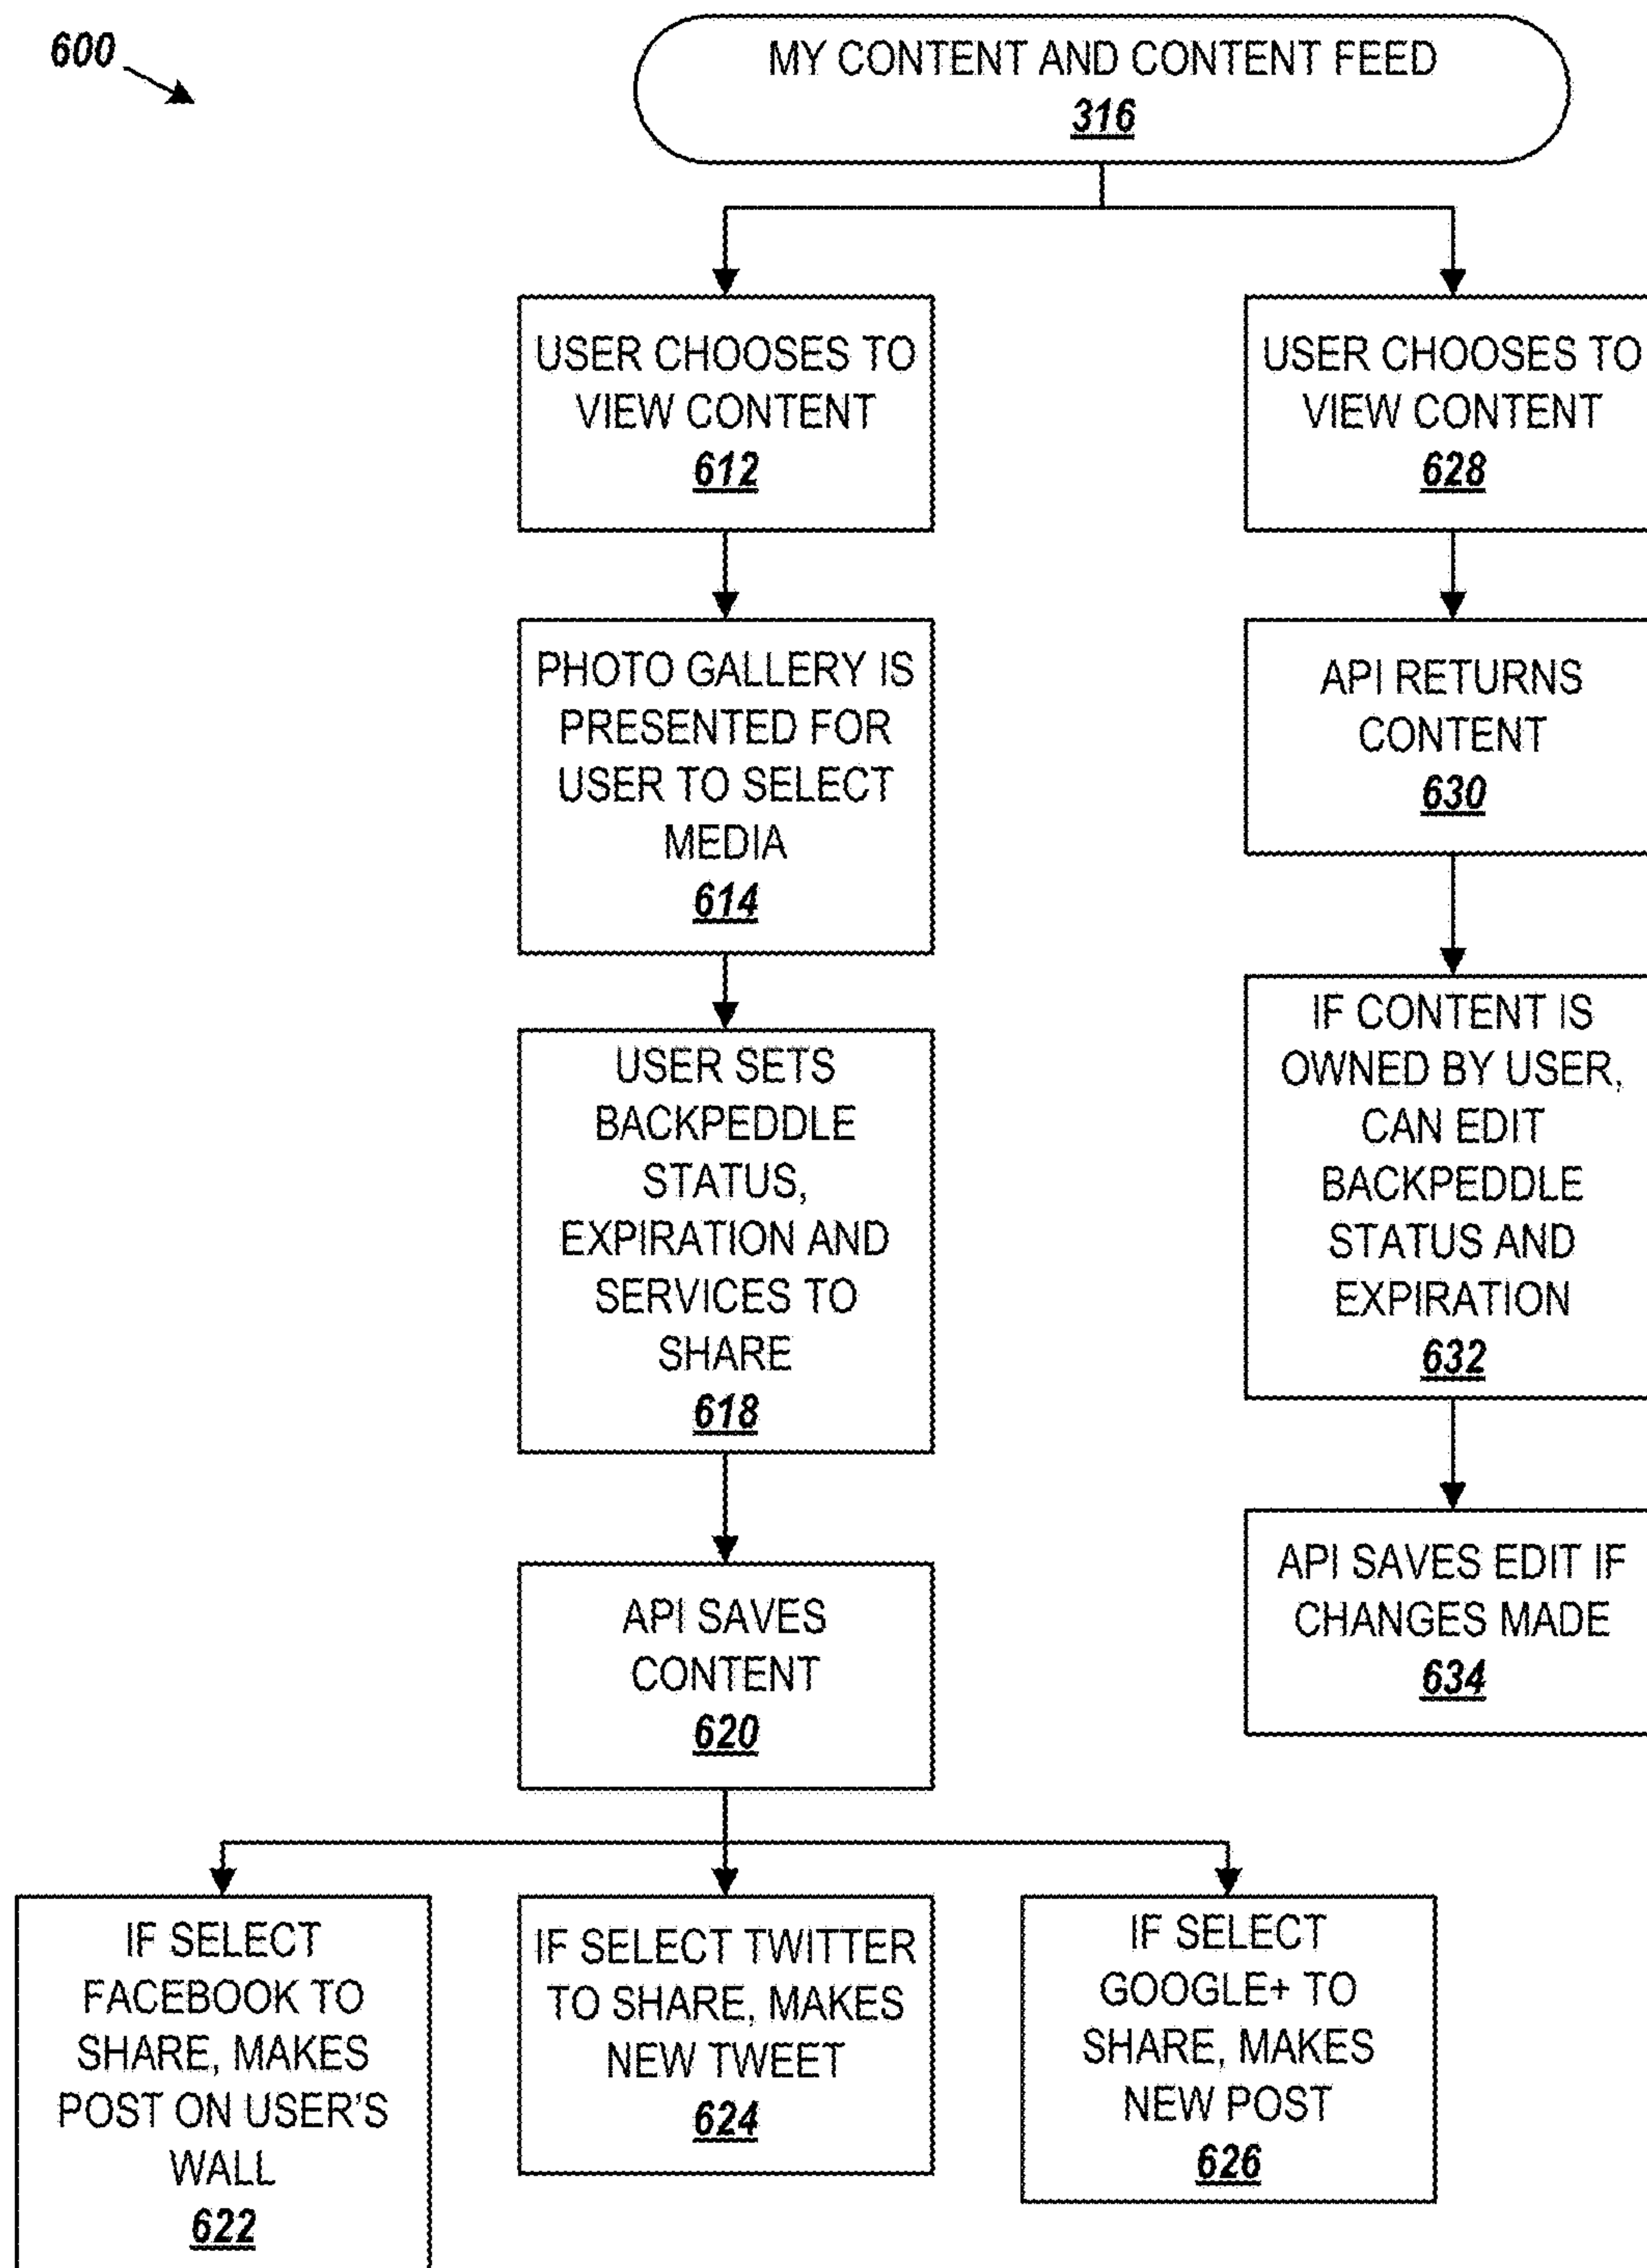 600
MY CONTENT AND CONTENT FEED
316
USER CHOOSES TO
VIEW CONTENT
612
PHOTO GALLERY IS
PRESENTED FOR
USER TO SELECT
MEDIA
614
USER SETS
BACKPEDDLE
STATUS,
EXPIRATION AND
SERVICES TO
SHARE
618
API SAVES
CONTENT
620
IF SELECT
FACEBOOK TO
SHARE, MAKES
POST ON USER'S
WALL
622
IF SELECT TWITTER
TO SHARE, MAKES
NEW TWEET
624
IF SELECT
GOOGLE+ TO
SHARE, MAKES
NEW POST
626
USER CHOOSES TO
VIEW CONTENT
628
API RETURNS
CONTENT
630
IF CONTENT IS
OWNED BY USER,
CAN EDIT
BACKPEDDLE
STATUS AND
EXPIRATION
632
API SAVES EDIT IF
CHANGES MADE
634